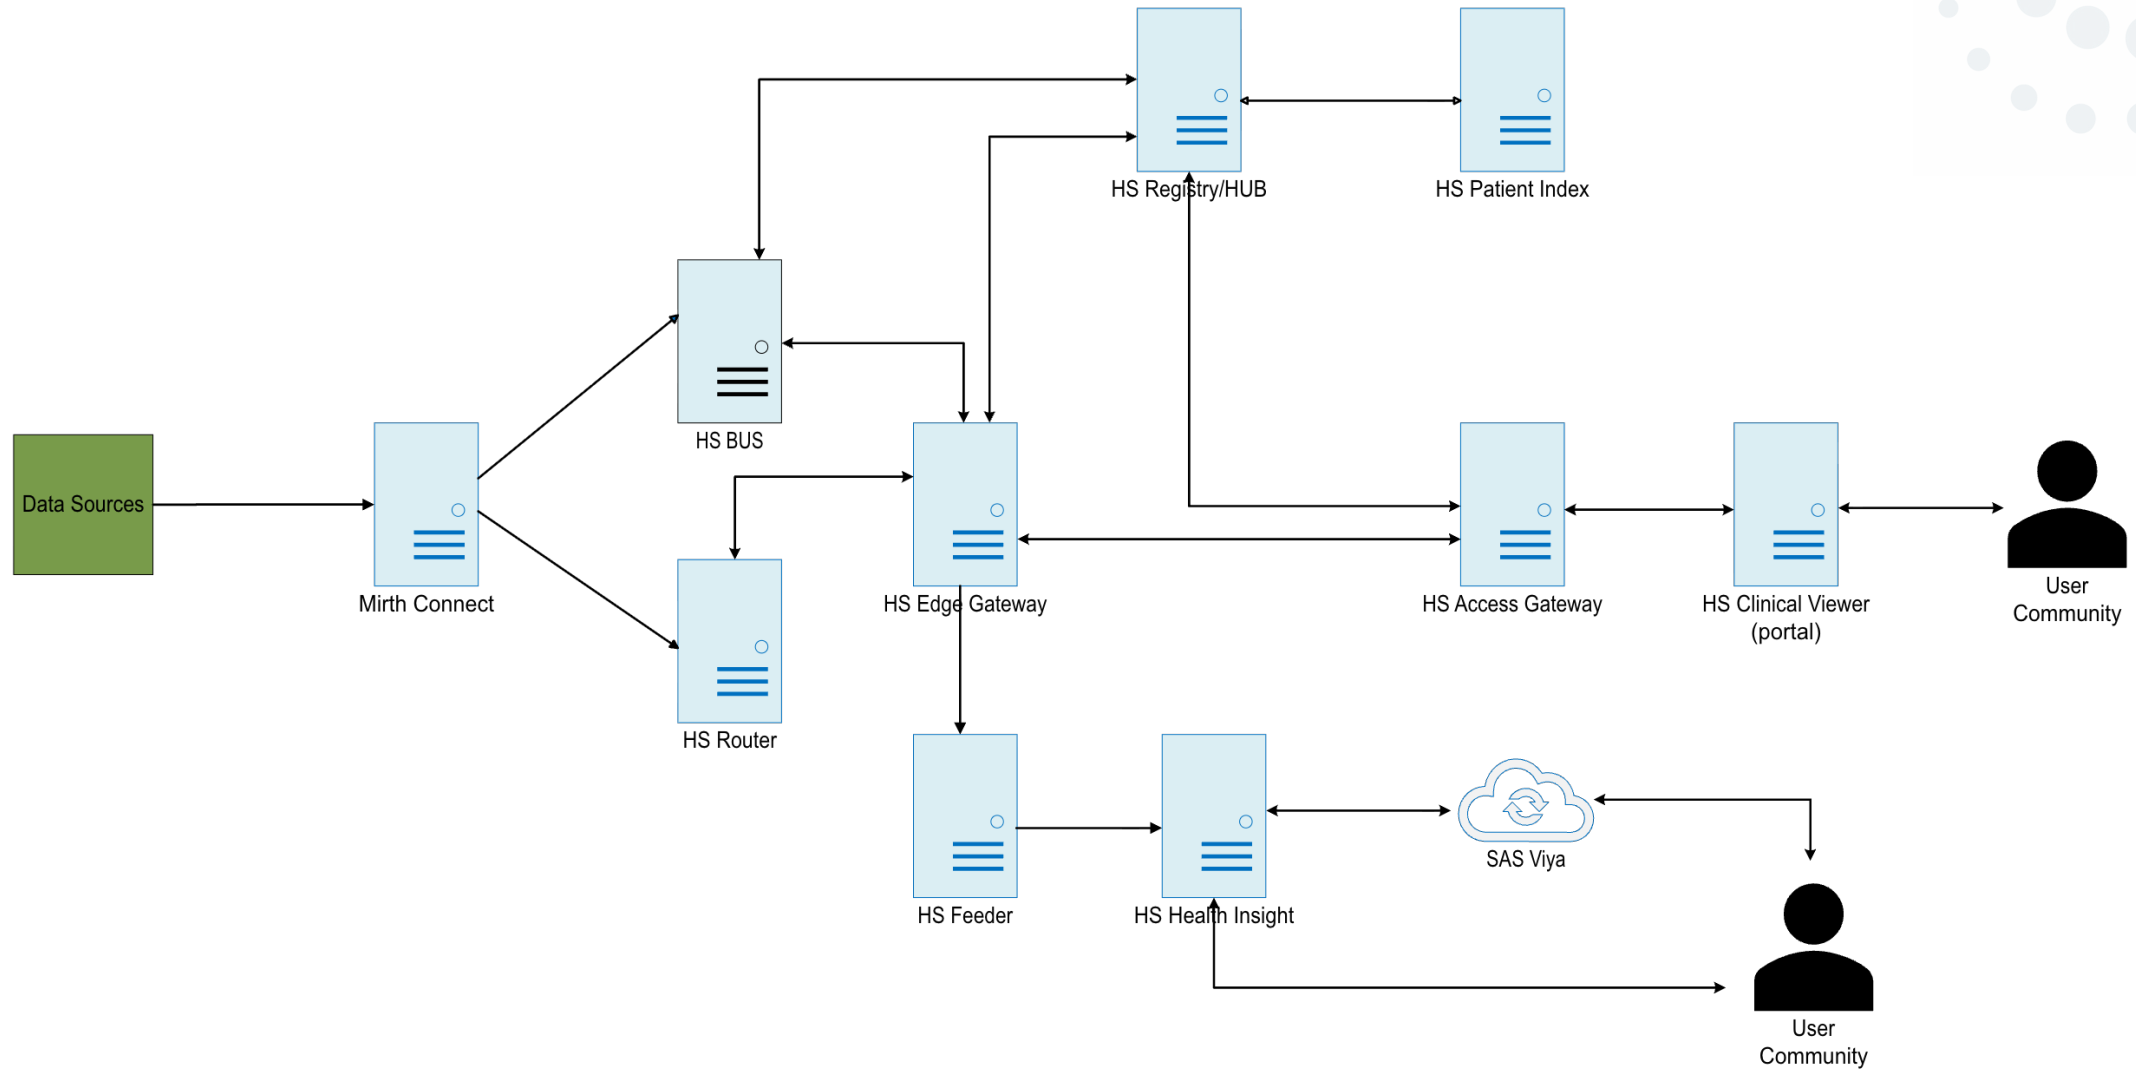 HS Registry/HUB
HS Patient Index
HS BUS
Data Sources
Mirth Connect
HS Edge Gateway
HS Access Gateway
HS Clinical Viewer
(portal)
User
Community
HS Router
HS Feeder
HS Health Insight
SAS Viya
User
Community